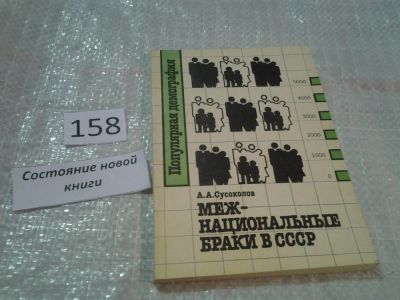 158
Состояние новой
книги
Популярная демография
5000
4000
3000
2000
1000
0
А.А.Сусоколов
МЕЖ-
НАЦИОНАЛЬНЫЕ
БРАКИ В СССР